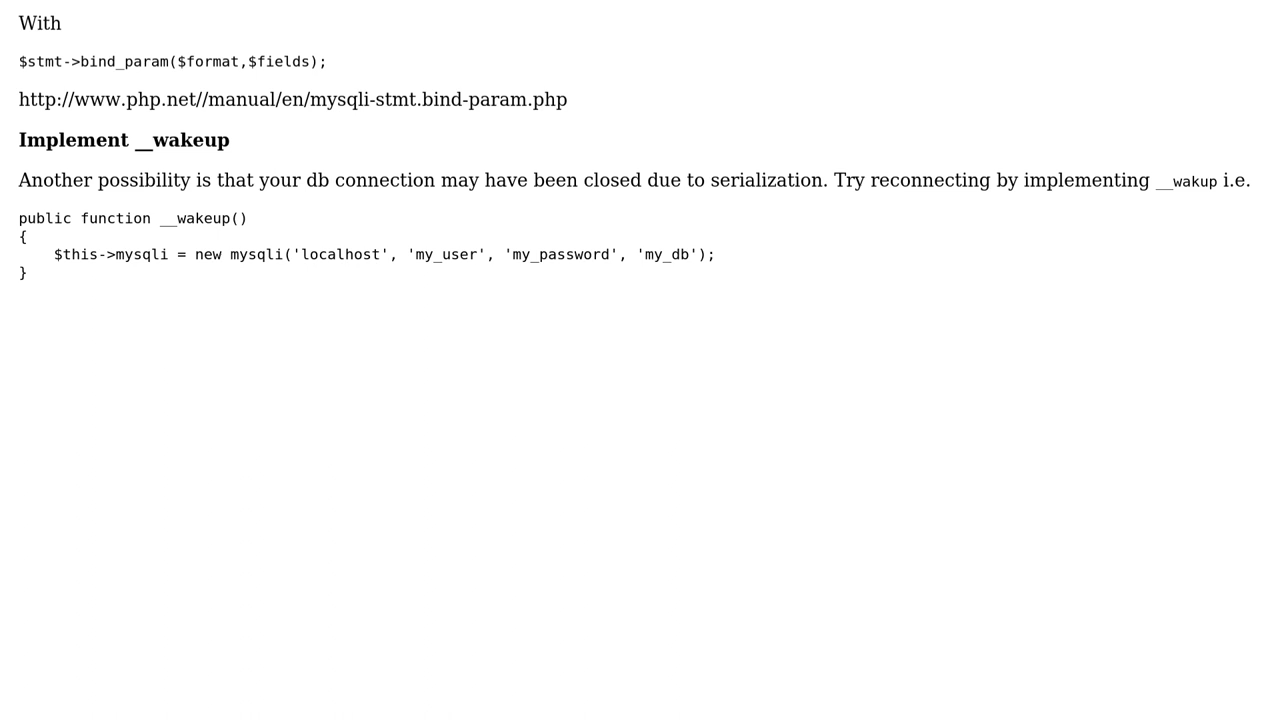 With
$stmt->bind_param($format,$fields);
http://www.php.net//manual/en/mysqli-stmt.bind-param.php
Implement __wakeup
Another possibility is that your db connection may have been closed due to serialization. Try reconnecting by implementing __wakup i.e.
public function __wakeup()
{
    $this->mysqli = new mysqli('localhost', 'my_user', 'my_password', 'my_db');
}